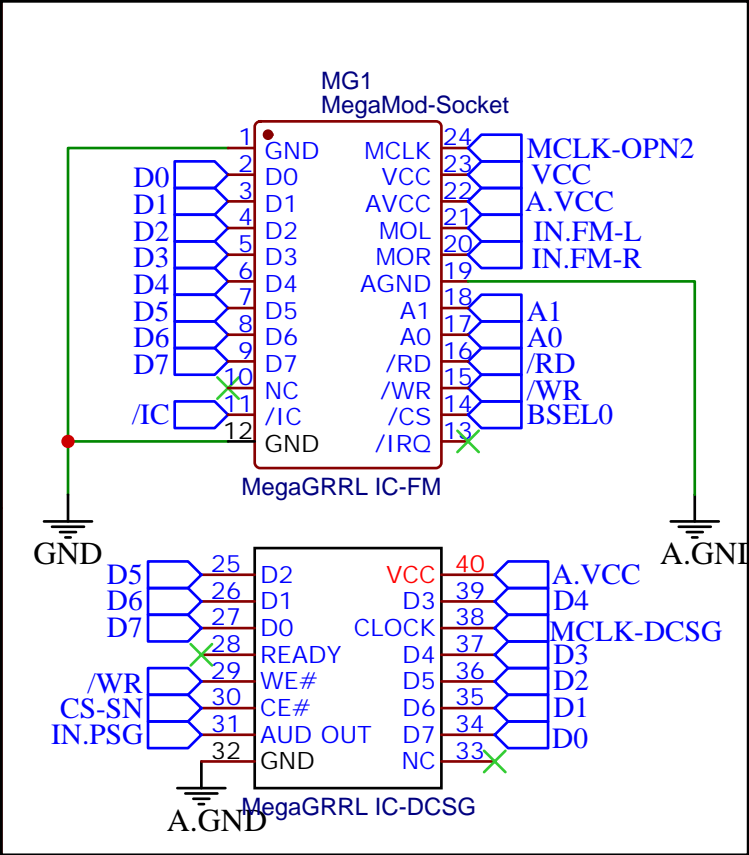 MG1
MegaMod-Socket
1 GND MCLK 24 MCLK-OPN2
D0 2 D0 VCC 23 VCC
D1 3 D1 AVCC 22 A.VCC
D2 4 D2 MOL 21 IN.FM-L
D3 5 D3 MOR 20 IN.FM-R
D4 6 D4 AGND 19
D5 7 D5 A1 18 A1
D6 8 D6 A0 17 A0
D7 9 D7 /RD 16 /RD
10 NC /WR 15 /WR
/IC 11 /IC /CS 14 BSEL0
12 GND /IRQ 13
MegaGRRL IC-FM
GND A.GND
D5 25 D2 VCC 40 A.VCC
D6 26 D1 D3 39 D4
D7 27 D0 CLOCK 38 MCLK-DCSG
28 READY D4 37 D3
/WR 29 WE# D5 36 D2
CS-SN 30 CE# D6 35 D1
IN.PSG 31 AUD OUT D7 34 D0
32 GND NC 33
A.GND
MegaGRRL IC-DCSG